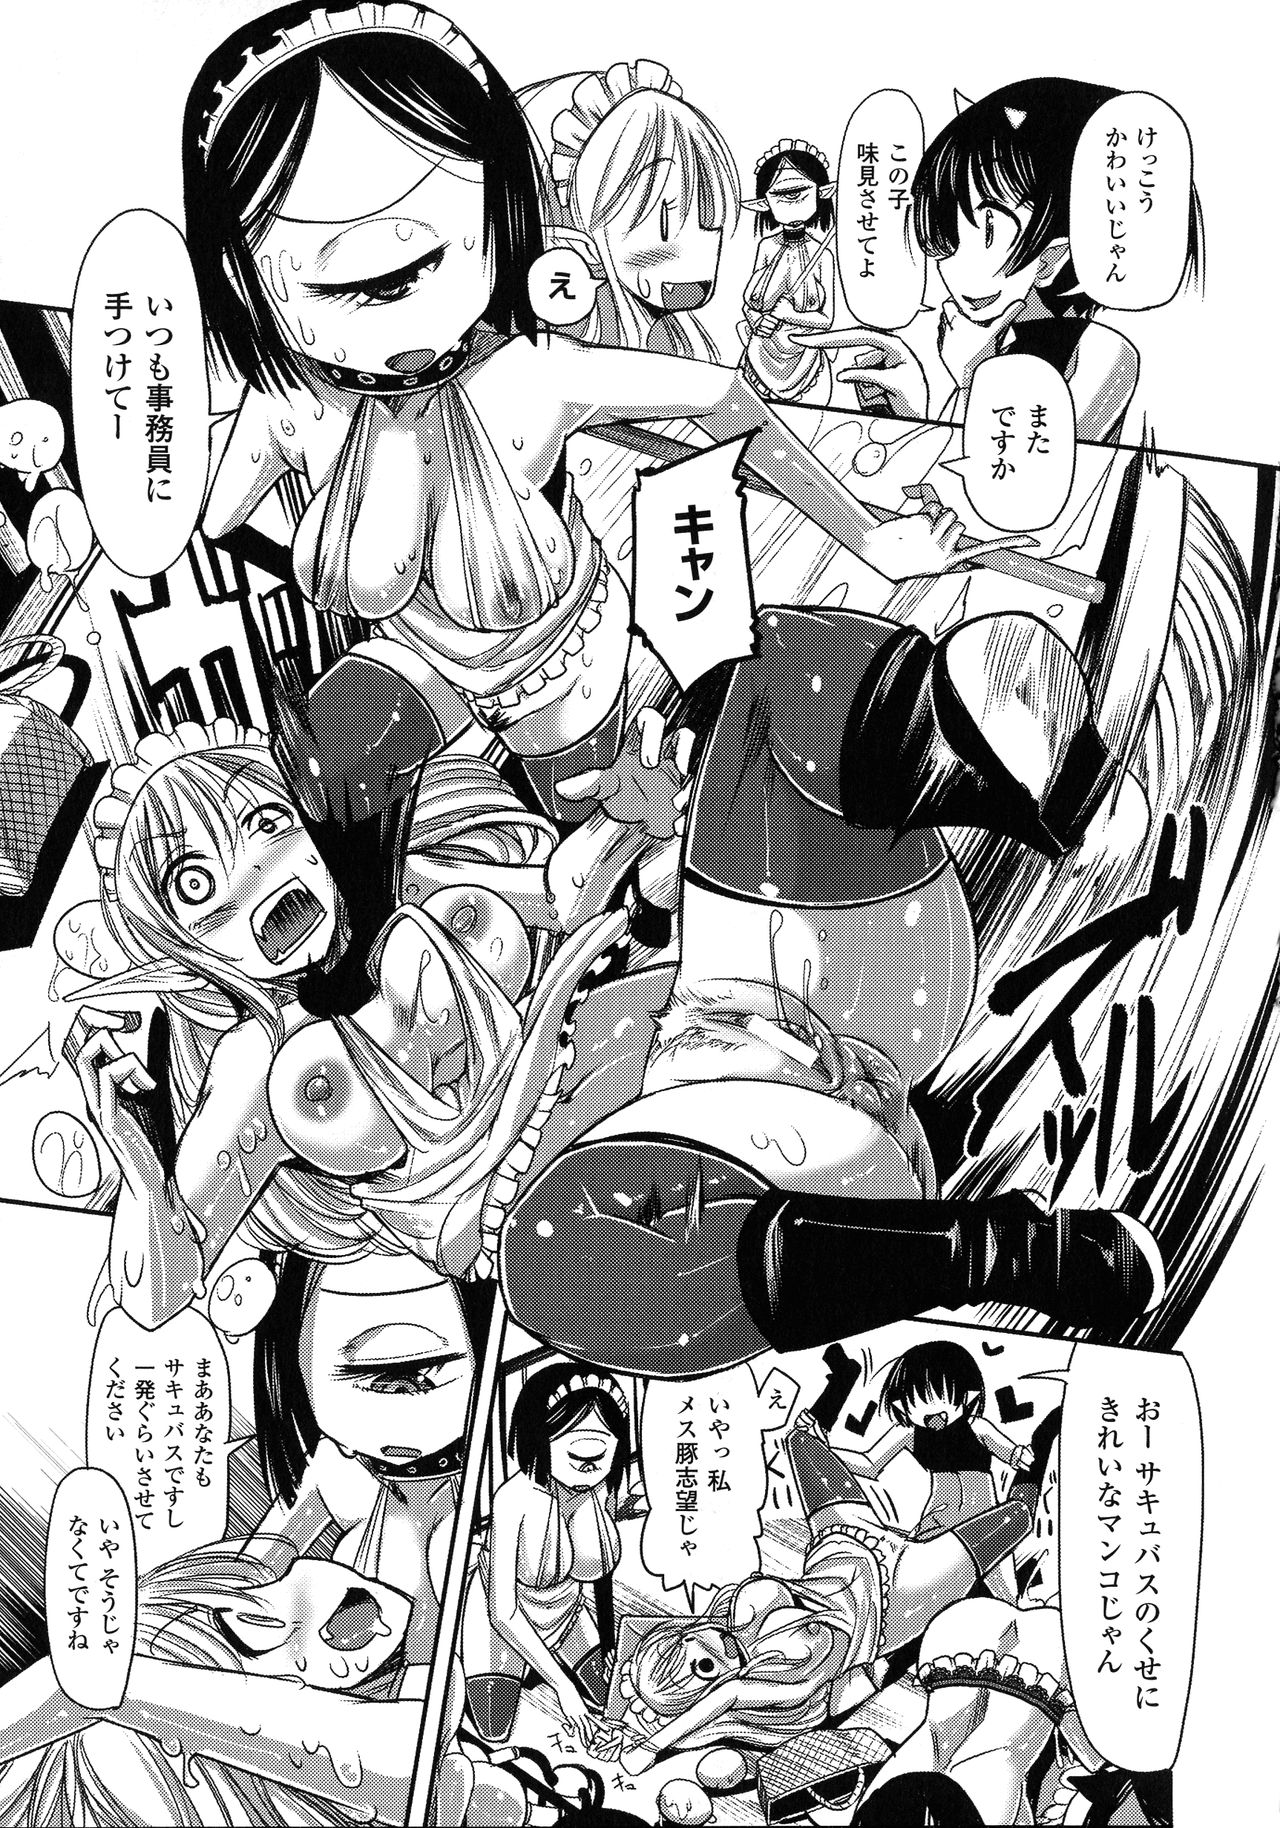 けっこう
かわいいじゃん
この子
味見させてよ
また
ですか
え
いつも事務員に
手つけてー
キャン
ズルッ
おー サキュバスのくせに
きれいなマンコじゃん
え
いやっ 私
メス豚志望じゃ
まああなたも
サキュバスですし
一発ぐらいさせて
ください
いや そうじゃ
なくてですね